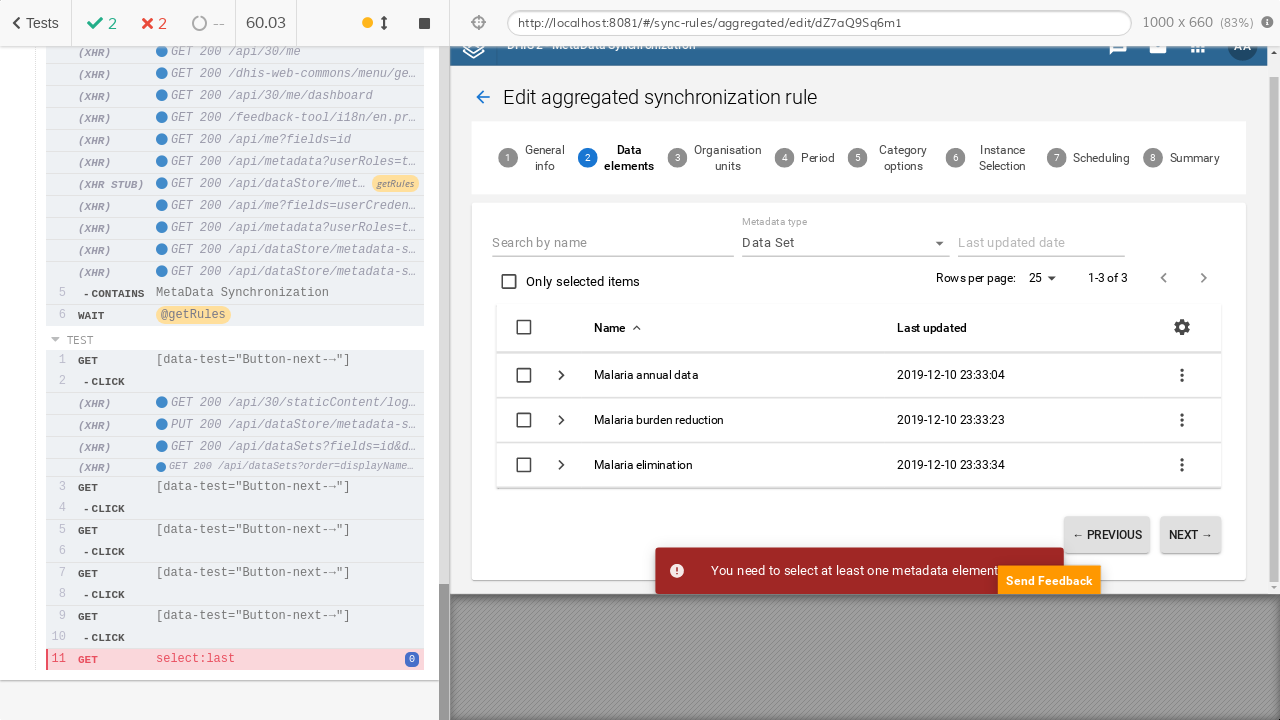 Tests
2
2
--
60.03
http://localhost:8081/#/sync-rules/aggregated/edit/dZ7aQ9Sq6m1
1000 x 660 (83%)
(XHR) GET 200 /api/30/me
(XHR) GET 200 /dhis-web-commons/menu/ge…
(XHR) GET 200 /api/30/me/dashboard
(XHR) GET 200 /feedback-tool/i18n/en.pr…
(XHR) GET 200 /api/me?fields=id
(XHR) GET 200 /api/metadata?userRoles=t…
(XHR STUB) GET 200 /api/dataStore/met… getRules
(XHR) GET 200 /api/me?fields=userCreden…
(XHR) GET 200 /api/metadata?userRoles=t…
(XHR) GET 200 /api/dataStore/metadata-s…
(XHR) GET 200 /api/dataStore/metadata-s…
5 -CONTAINS MetaData Synchronization
6 WAIT @getRules
TEST
1 GET [data-test="Button-next-→"]
2 -CLICK
(XHR) GET 200 /api/30/staticContent/log…
(XHR) PUT 200 /api/dataStore/metadata-s…
(XHR) GET 200 /api/dataSets?fields=id&d…
(XHR) GET 200 /api/dataSets?order=displayName…
3 GET [data-test="Button-next-→"]
4 -CLICK
5 GET [data-test="Button-next-→"]
6 -CLICK
7 GET [data-test="Button-next-→"]
8 -CLICK
9 GET [data-test="Button-next-→"]
10 -CLICK
11 GET select:last 0
DHIS 2 - MetaData Synchronization
AA
Edit aggregated synchronization rule
1 General info
2 Data elements
3 Organisation units
4 Period
5 Category options
6 Instance Selection
7 Scheduling
8 Summary
Metadata type
Search by name
Data Set
Last updated date
Only selected items
Rows per page: 25
1-3 of 3
Name
Last updated
Malaria annual data 2019-12-10 23:33:04
Malaria burden reduction 2019-12-10 23:33:23
Malaria elimination 2019-12-10 23:33:34
← PREVIOUS
NEXT →
You need to select at least one metadata element
Send Feedback